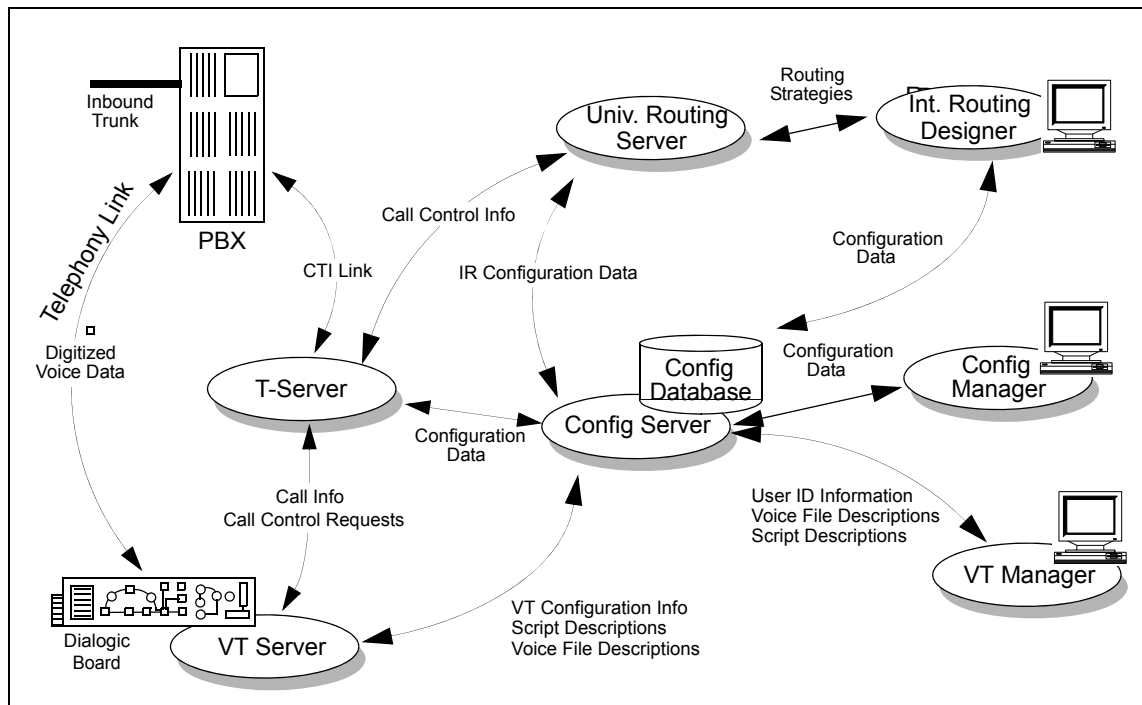 Inbound
Trunk
PBX
Telephony Link
Digitized
Voice Data
CTI Link
Call Control Info
Univ. Routing
Server
Routing
Strategies
Int. Routing
Designer
IR Configuration Data
Configuration
Data
T-Server
Configuration
Data
Config
Database
Config Server
Configuration
Data
Config
Manager
Call Info
Call Control Requests
User ID Information
Voice File Descriptions
Script Descriptions
VT Manager
Dialogic
Board
VT Server
VT Configuration Info
Script Descriptions
Voice File Descriptions